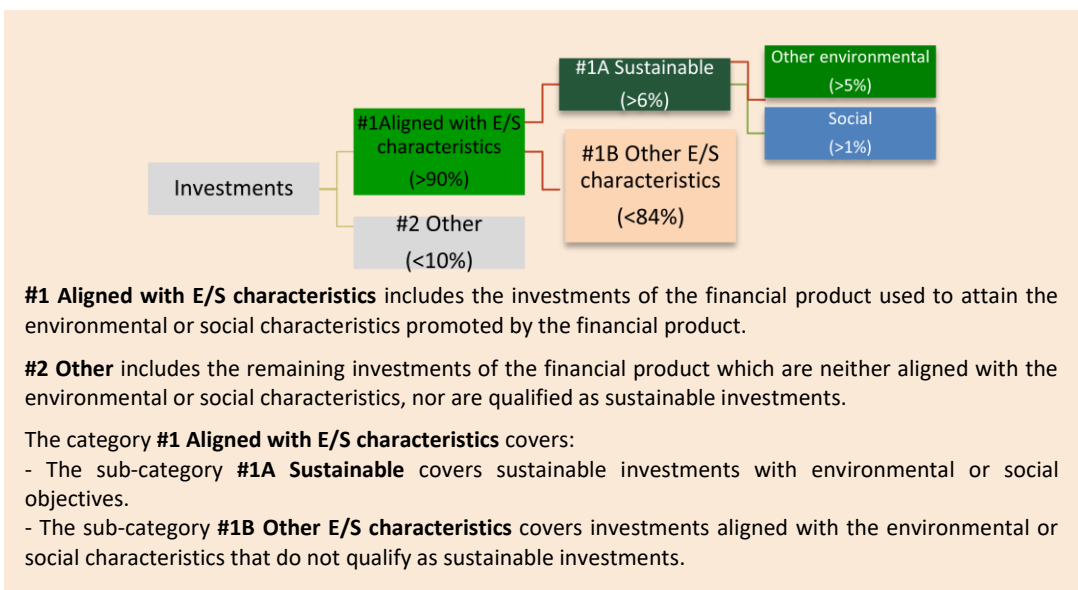 Investments
#1Aligned with E/S
characteristics
(>90%)
#2 Other
(<10%)
#1A Sustainable
(>6%)
#1B Other E/S
characteristics
(<84%)
Other environmental
(>5%)
Social
(>1%)
#1 Aligned with E/S characteristics includes the investments of the financial product used to attain the
environmental or social characteristics promoted by the financial product.
#2 Other includes the remaining investments of the financial product which are neither aligned with the
environmental or social characteristics, nor are qualified as sustainable investments.
The category #1 Aligned with E/S characteristics covers:
- The sub-category #1A Sustainable covers sustainable investments with environmental or social
objectives.
- The sub-category #1B Other E/S characteristics covers investments aligned with the environmental or
social characteristics that do not qualify as sustainable investments.